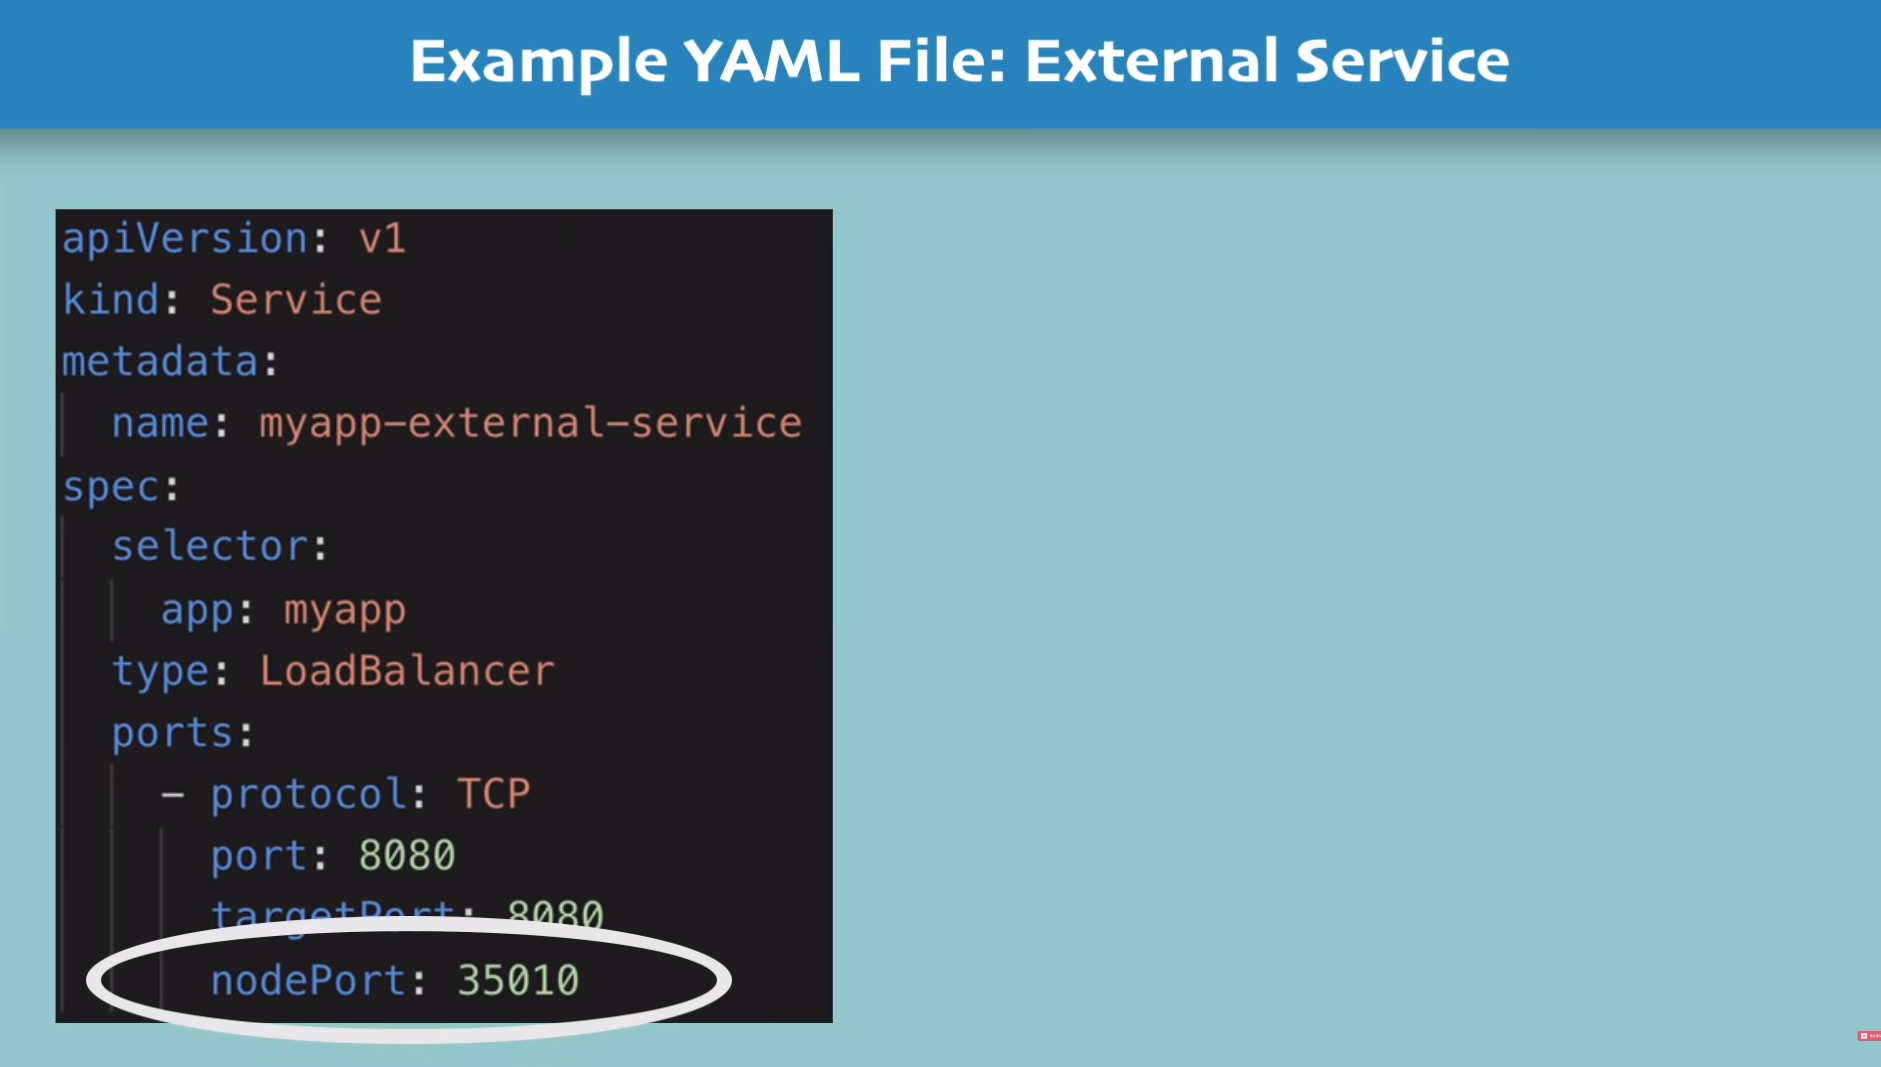 Example YAML File: External Service
apiVersion: v1
kind: Service
metadata:
name: myapp-external-service
spec:
selector:
app: myapp
type: LoadBalancer
ports:
- protocol: TCP
port: 8080
targetPort: 8080
nodePort: 35010